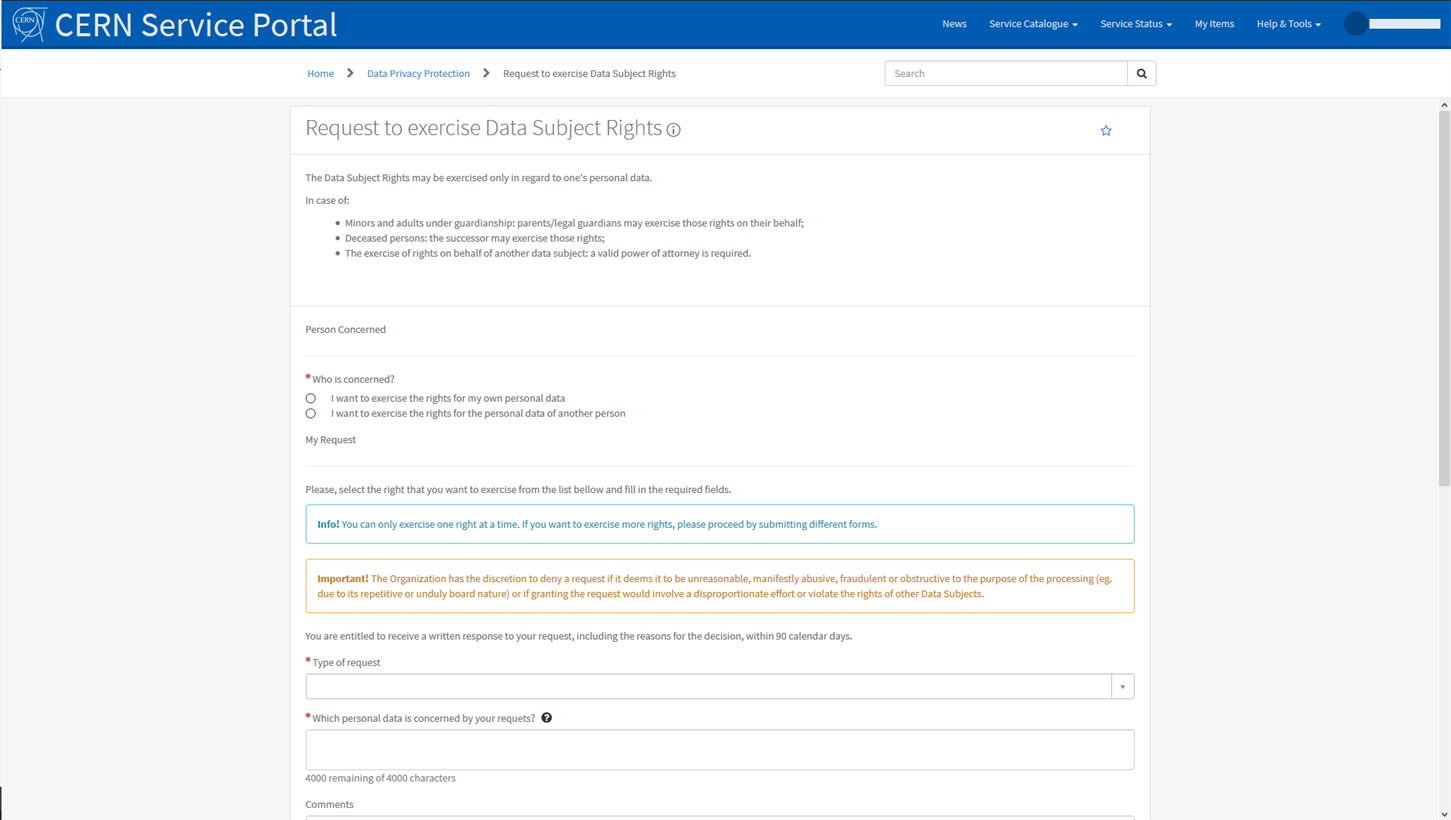 CERN
CERN Service Portal
News
Service Catalogue
Service Status
My Items
Help & Tools
Home
Data Privacy Protection
Request to exercise Data Subject Rights
Search
Request to exercise Data Subject Rights
The Data Subject Rights may be exercised only in regard to one's personal data.
In case of:
Minors and adults under guardianship: parents/legal guardians may exercise those rights on their behalf;
Deceased persons: the successor may exercise those rights;
The exercise of rights on behalf of another data subject: a valid power of attorney is required.
Person Concerned
* Who is concerned?
I want to exercise the rights for my own personal data
I want to exercise the rights for the personal data of another person
My Request
Please, select the right that you want to exercise from the list bellow and fill in the required fields.
Info! You can only exercise one right at a time. If you want to exercise more rights, please proceed by submitting different forms.
Important! The Organization has the discretion to deny a request if it deems it to be unreasonable, manifestly abusive, fraudulent or obstructive to the purpose of the processing (eg.
due to its repetitive or unduly board nature) or if granting the request would involve a disproportionate effort or violate the rights of other Data Subjects.
You are entitled to receive a written response to your request, including the reasons for the decision, within 90 calendar days.
* Type of request
* Which personal data is concerned by your requets?
4000 remaining of 4000 characters
Comments